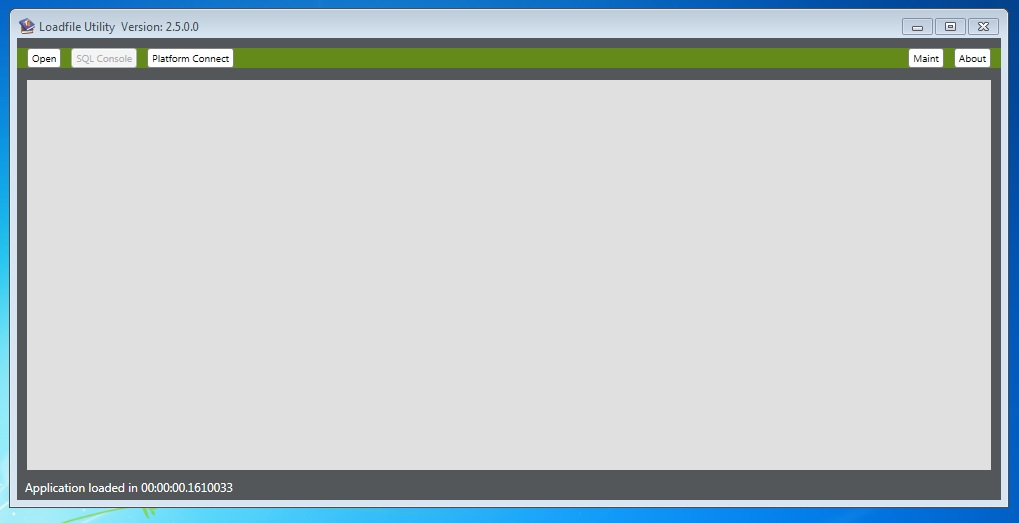 Loadfile Utility Version: 2.5.0.0
Open SQL Console Platform Connect Maint About
Application loaded in 00:00:00.1610033